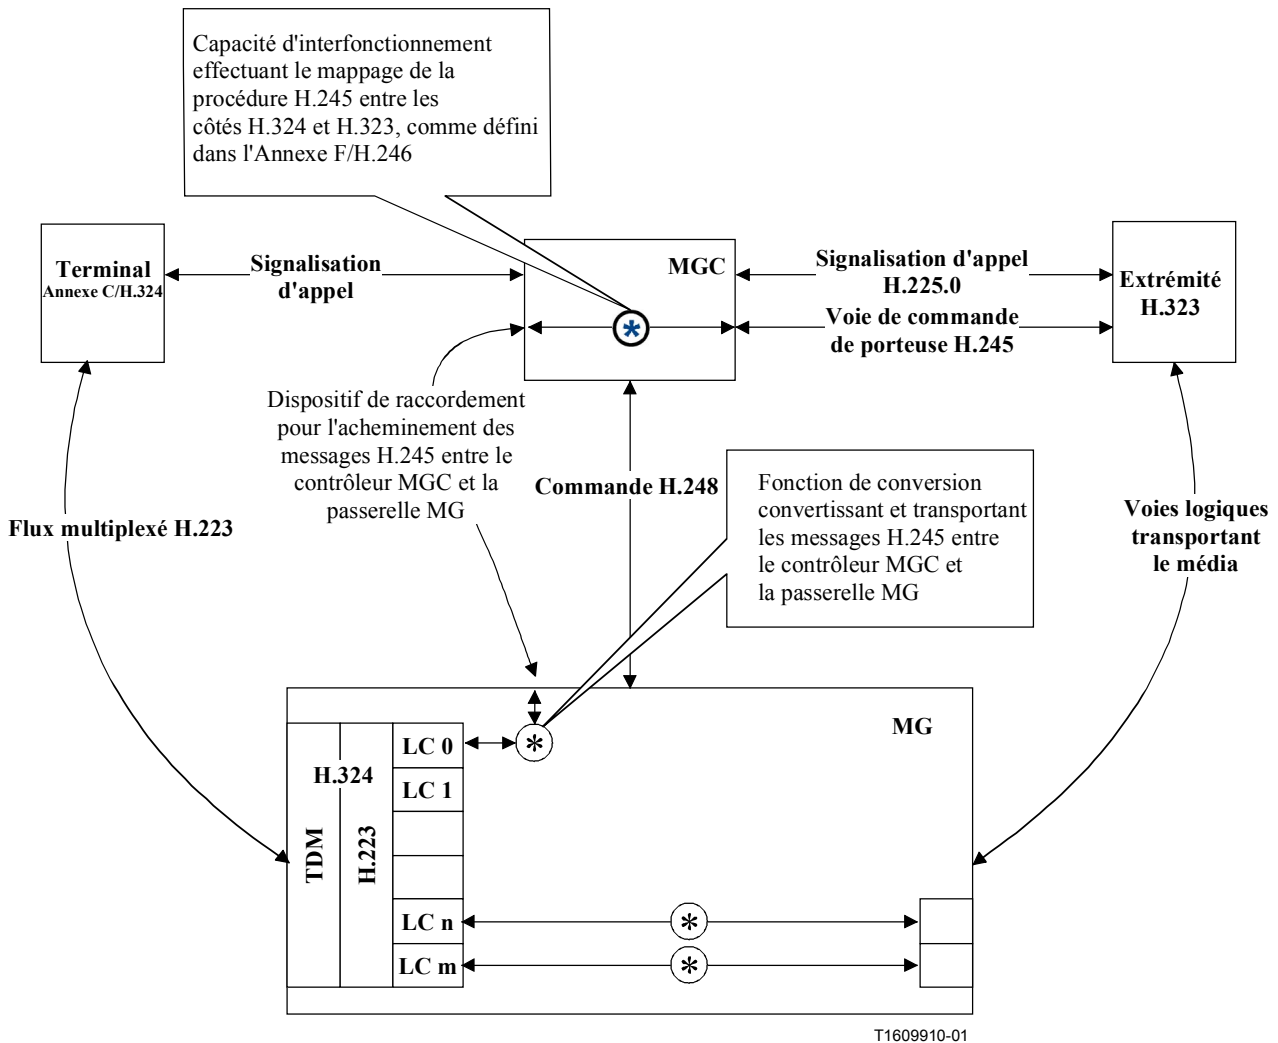 Capacité d'interfonctionnement
effectuant le mappage de la
procédure H.245 entre les
côtés H.324 et H.323, comme défini
dans l'Annexe F/H.246
Terminal
Annexe C/H.324
Signalisation
d'appel
MGC
*
Signalisation d'appel
H.225.0
Voie de commande
de porteuse H.245
Extrémité
H.323
Dispositif de raccordement
pour l'acheminement des
messages H.245 entre le
contrôleur MGC et la
passerelle MG
Commande H.248
Fonction de conversion
convertissant et transportant
les messages H.245 entre
le contrôleur MGC et
la passerelle MG
Flux multiplexé H.223
Voies logiques
transportant
le média
MG
H.324
TDM
H.223
LC 0
*
LC 1
LC n
*
LC m
*
T1609910-01